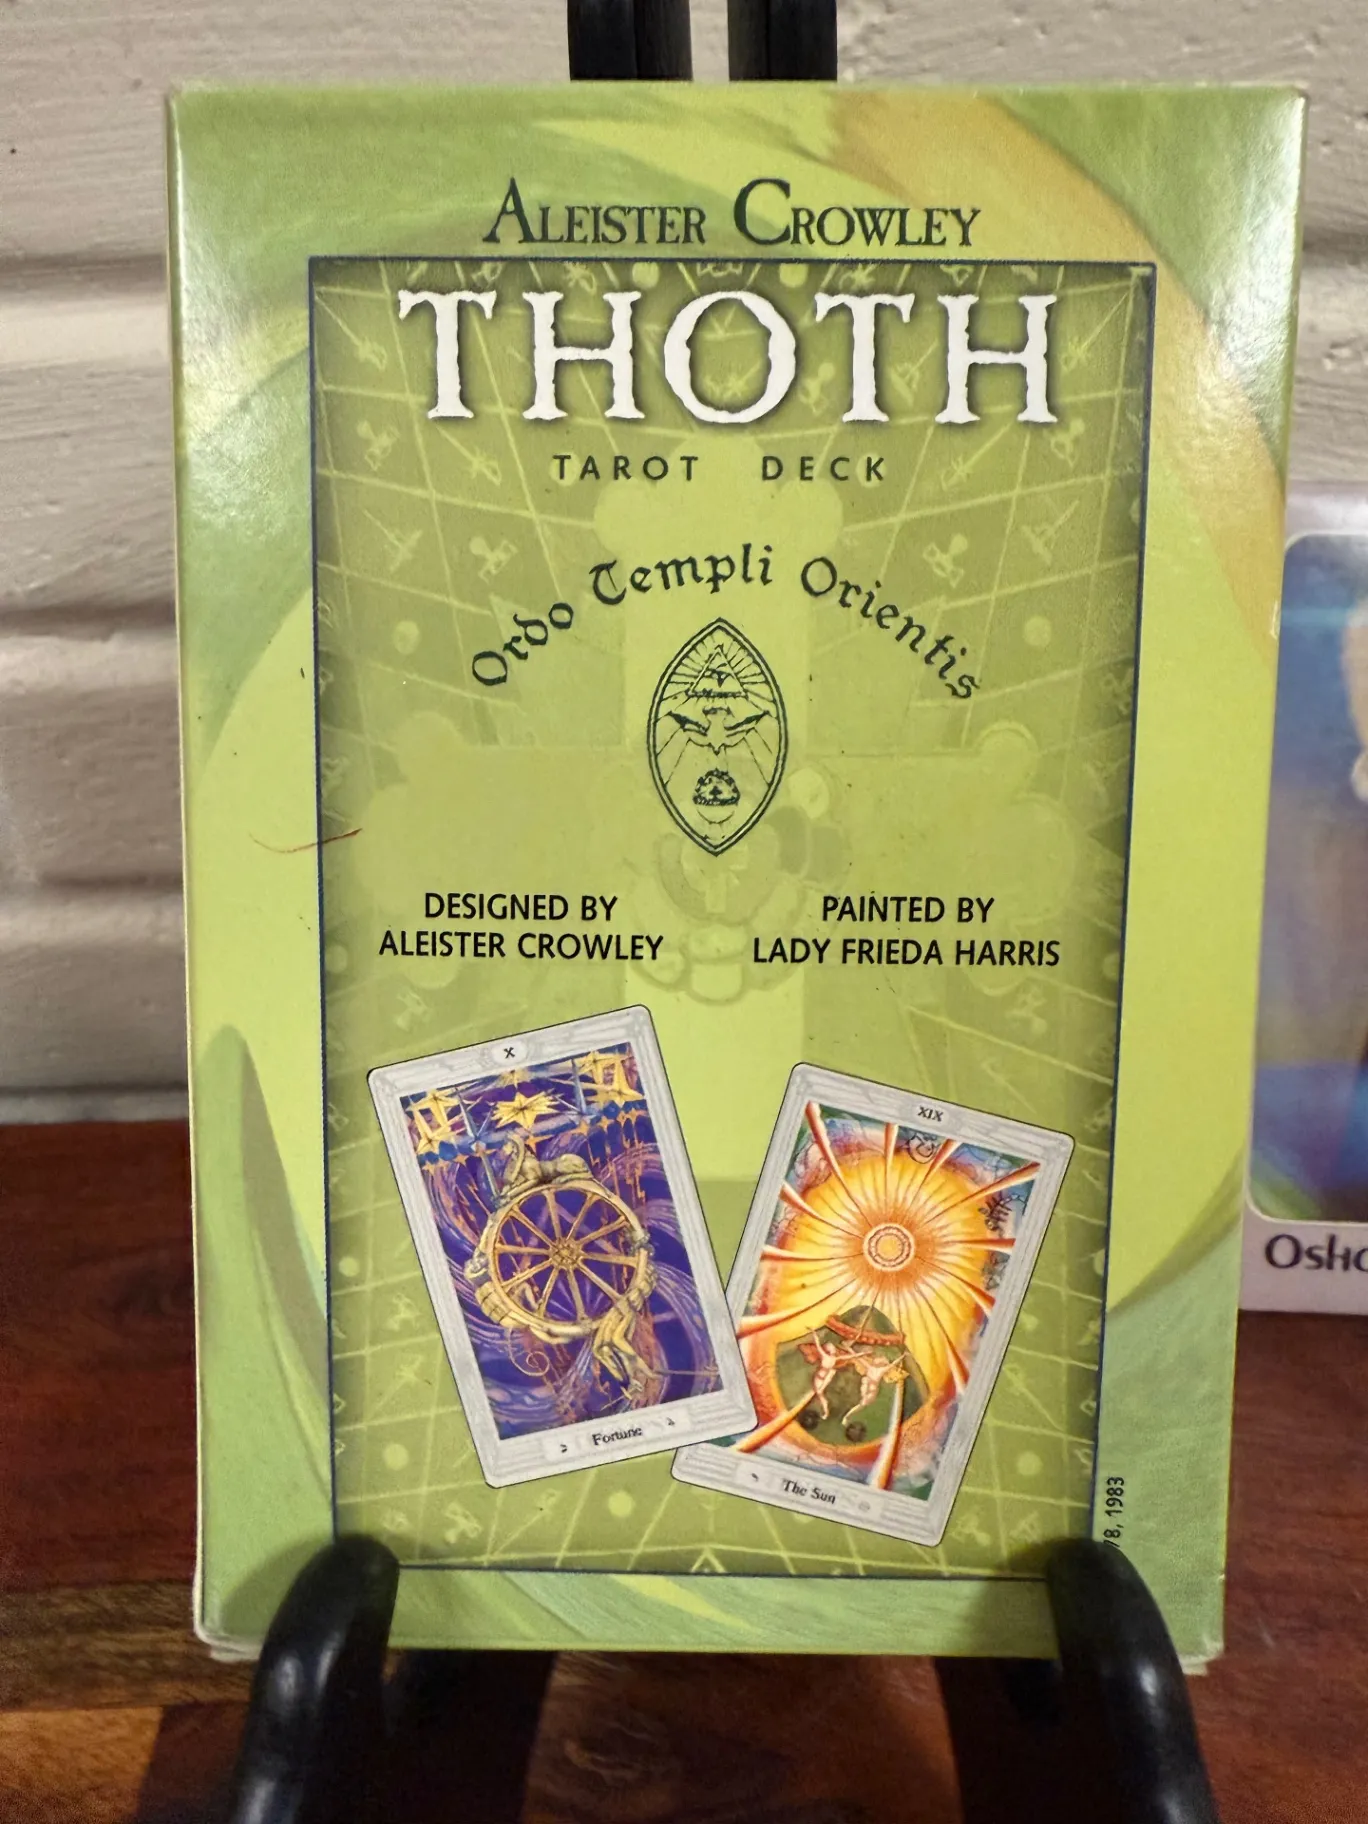 ALEISTER CROWLEY
THOTH
TAROT DECK
Ordo Templi Orientis
DESIGNED BY
ALEISTER CROWLEY
PAINTED BY
LADY FRIEDA HARRIS
X
Fortune
XIX
The Sun
78, 1983